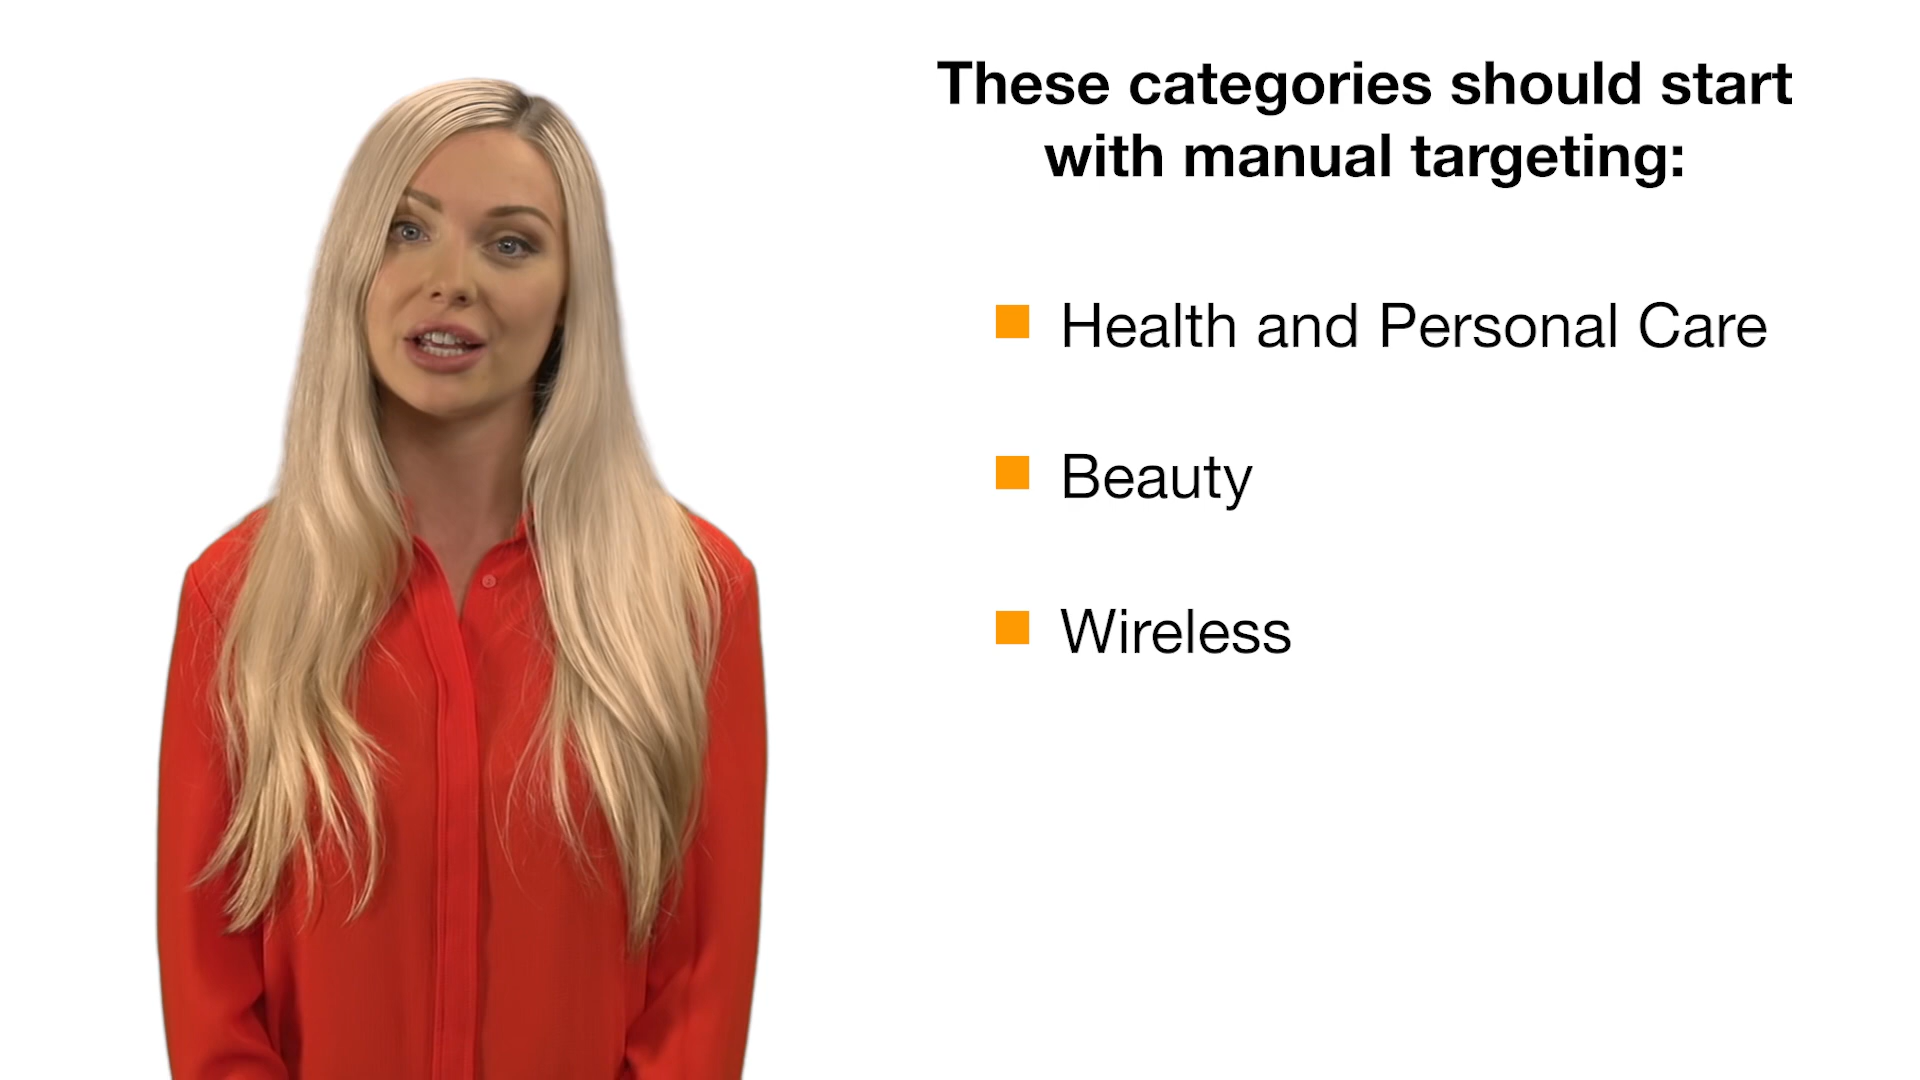 These categories should start
with manual targeting:
Health and Personal Care
Beauty
Wireless